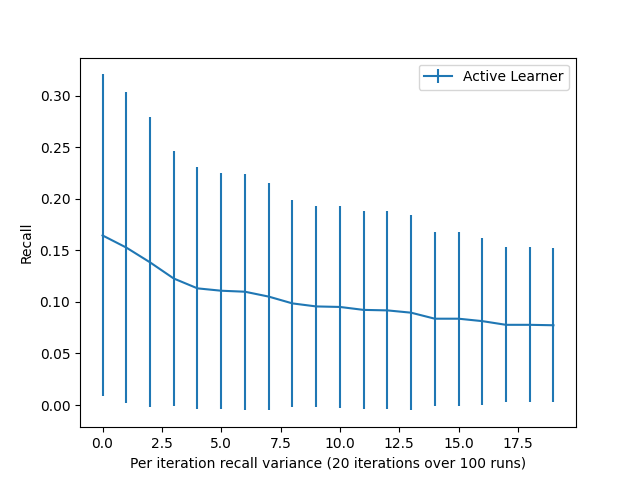 Active Learner
Recall
0.30
0.25
0.20
0.15
0.10
0.05
0.00
0.0 2.5 5.0 7.5 10.0 12.5 15.0 17.5
Per iteration recall variance (20 iterations over 100 runs)